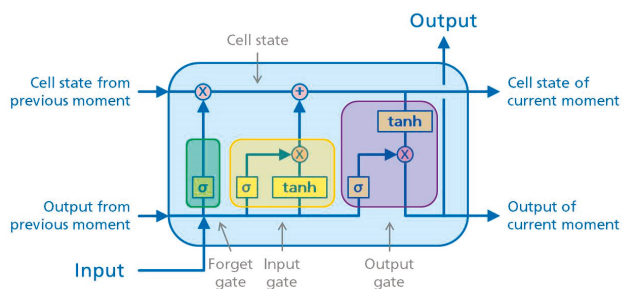 Output
Cell state
Cell state from
previous moment
x
+
Cell state of
current moment
tanh
x
x
σ
σ
tanh
σ
Output from
previous moment
Output of
current moment
Input
Forget
gate
Input
gate
Output
gate